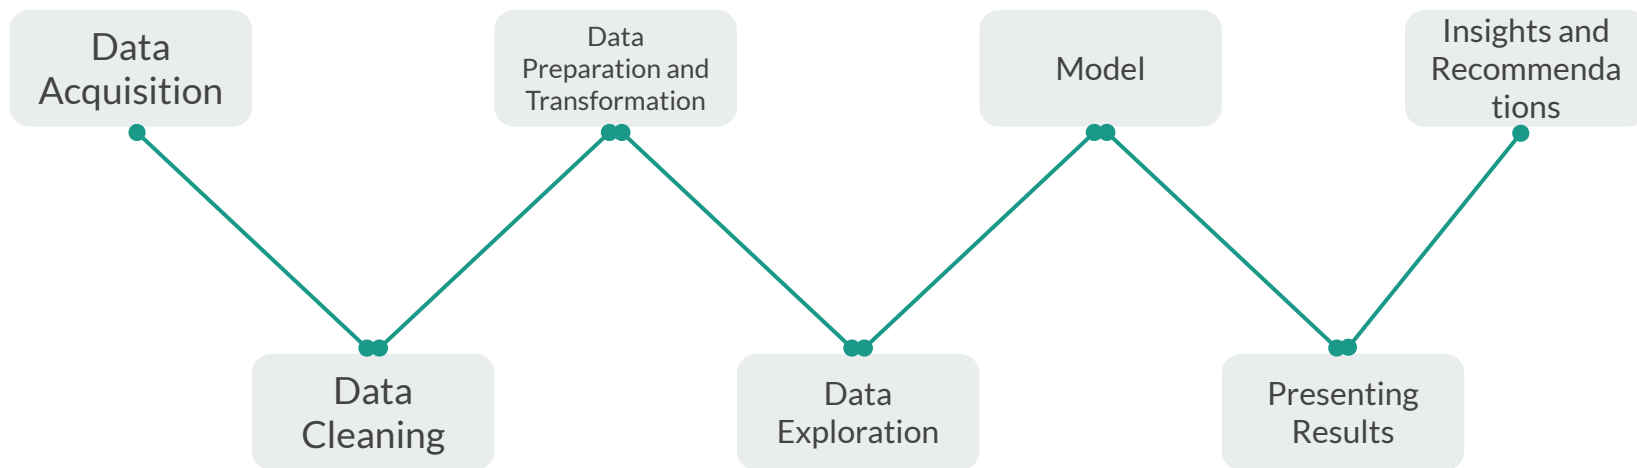 Data
Acquisition
Data
Cleaning
Data
Preparation and
Transformation
Data
Exploration
Model
Presenting
Results
Insights and
Recommenda
tions